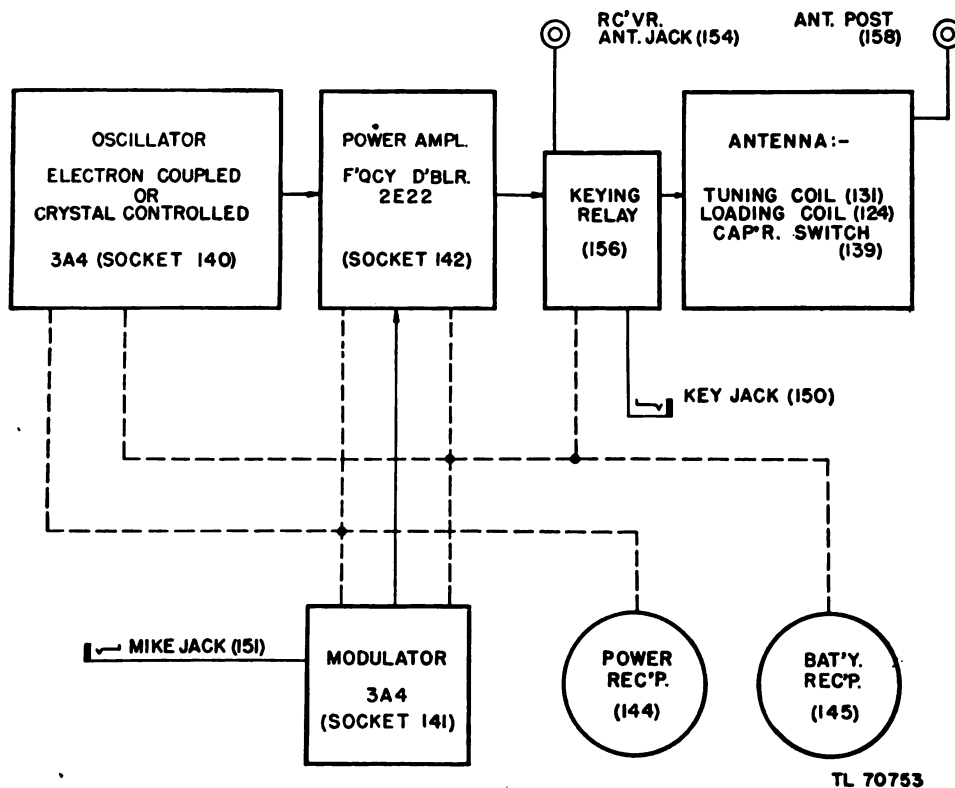 RC'VR.
ANT. JACK (154)
ANT. POST
(158)
OSCILLATOR
ELECTRON COUPLED
OR
CRYSTAL CONTROLLED
3A4 (SOCKET 140)
POWER AMPL.
F'QCY D'BLR.
2E22
(SOCKET 142)
KEYING
RELAY
(156)
ANTENNA:-
TUNING COIL (131)
LOADING COIL (124)
CAP'R. SWITCH
(139)
KEY JACK (150)
MIKE JACK (151)
MODULATOR
3A4
(SOCKET 141)
POWER
REC'P.
(144)
BAT'Y.
REC'P.
(145)
TL 70753